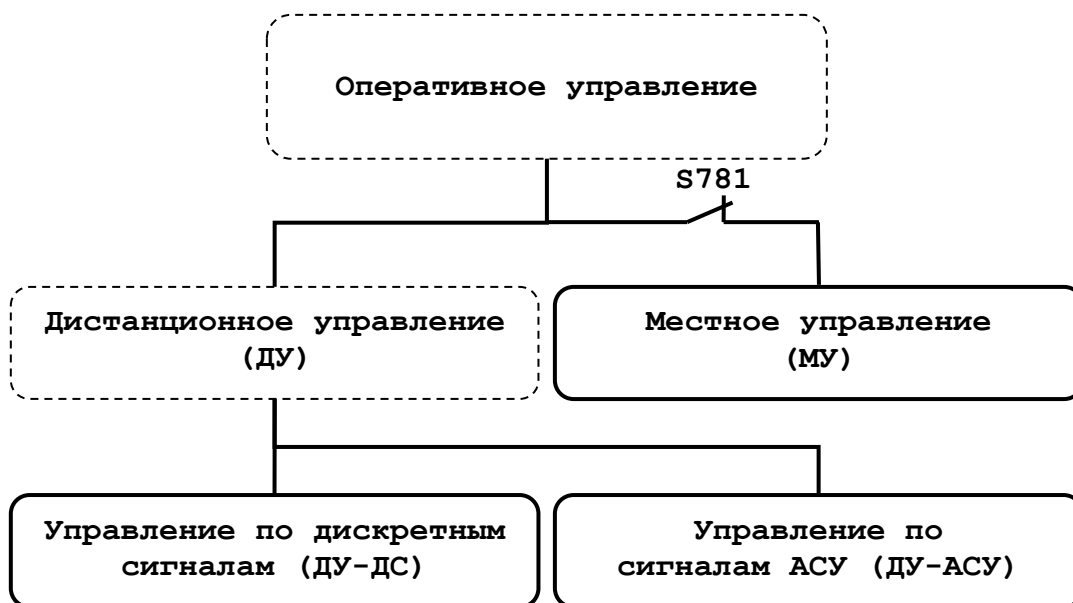 Оперативное управление
S781
Дистанционное управление
(ДУ)
Местное управление
(МУ)
Управление по дискретным
сигналам (ДУ-ДС)
Управление по
сигналам АСУ (ДУ-АСУ)